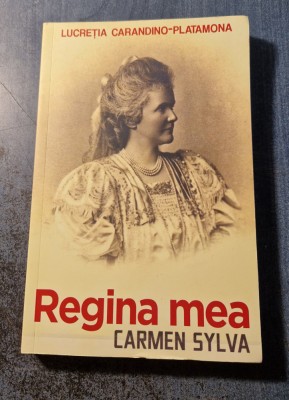 LUCREȚIA CARANDINO-PLATAMONA
Regina mea
CARMEN SYLVA